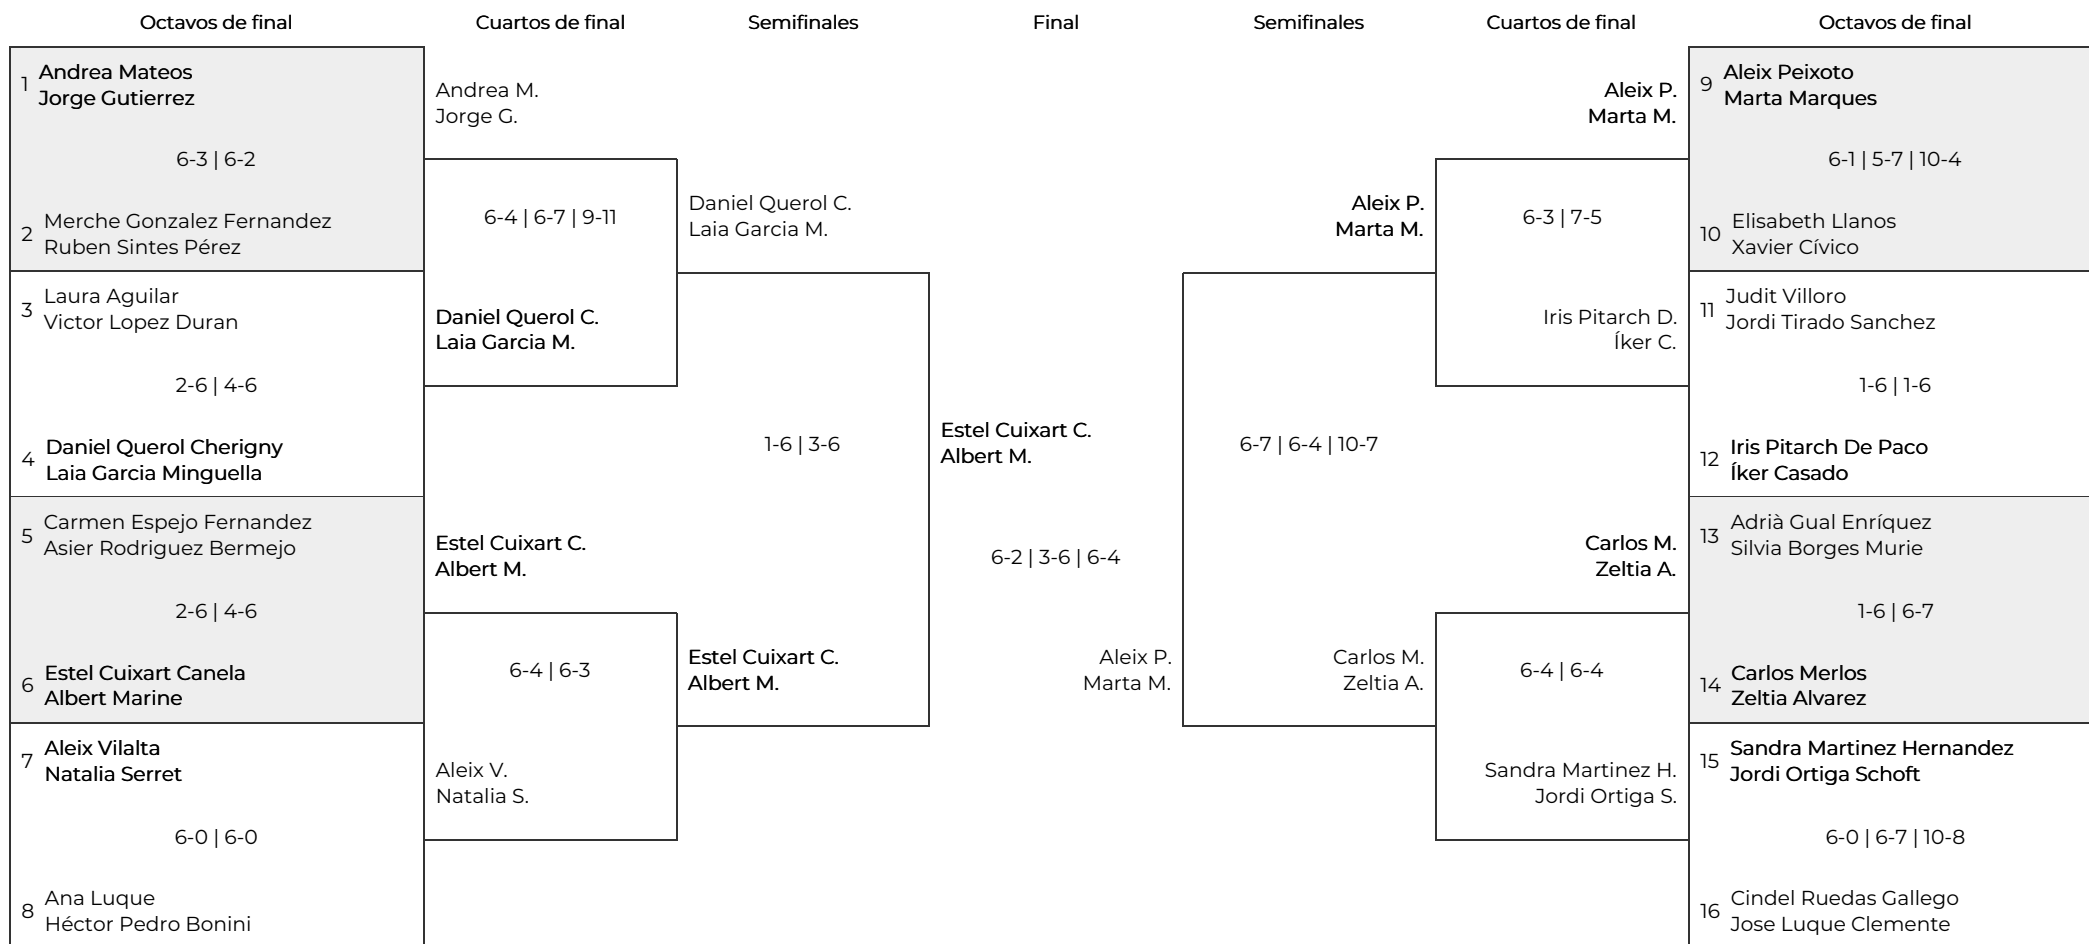 Octavos de final
Cuartos de final
Semifinales
Final
Semifinales
Cuartos de final
Octavos de final
1
Andrea Mateos
Jorge Gutierrez
6-3 | 6-2
2
Merche Gonzalez Fernandez
Ruben Sintes Pérez
3
Laura Aguilar
Victor Lopez Duran
2-6 | 4-6
4
Daniel Querol Cherigny
Laia Garcia Minguella
5
Carmen Espejo Fernandez
Asier Rodriguez Bermejo
2-6 | 4-6
6
Estel Cuixart Canela
Albert Marine
7
Aleix Vilalta
Natalia Serret
6-0 | 6-0
8
Ana Luque
Héctor Pedro Bonini
Andrea M.
Jorge G.
6-4 | 6-7 | 9-11
Daniel Querol C.
Laia Garcia M.
Estel Cuixart C.
Albert M.
6-4 | 6-3
Aleix V.
Natalia S.
Daniel Querol C.
Laia Garcia M.
1-6 | 3-6
Estel Cuixart C.
Albert M.
Estel Cuixart C.
Albert M.
6-2 | 3-6 | 6-4
Aleix P.
Marta M.
Aleix P.
Marta M.
6-7 | 6-4 | 10-7
Carlos M.
Zeltia A.
Aleix P.
Marta M.
6-3 | 7-5
Iris Pitarch D.
Íker C.
Carlos M.
Zeltia A.
6-4 | 6-4
Sandra Martinez H.
Jordi Ortiga S.
9
Aleix Peixoto
Marta Marques
6-1 | 5-7 | 10-4
10
Elisabeth Llanos
Xavier Cívico
11
Judit Villoro
Jordi Tirado Sanchez
1-6 | 1-6
12
Iris Pitarch De Paco
Íker Casado
13
Adrià Gual Enríquez
Silvia Borges Murie
1-6 | 6-7
14
Carlos Merlos
Zeltia Alvarez
15
Sandra Martinez Hernandez
Jordi Ortiga Schoft
6-0 | 6-7 | 10-8
16
Cindel Ruedas Gallego
Jose Luque Clemente